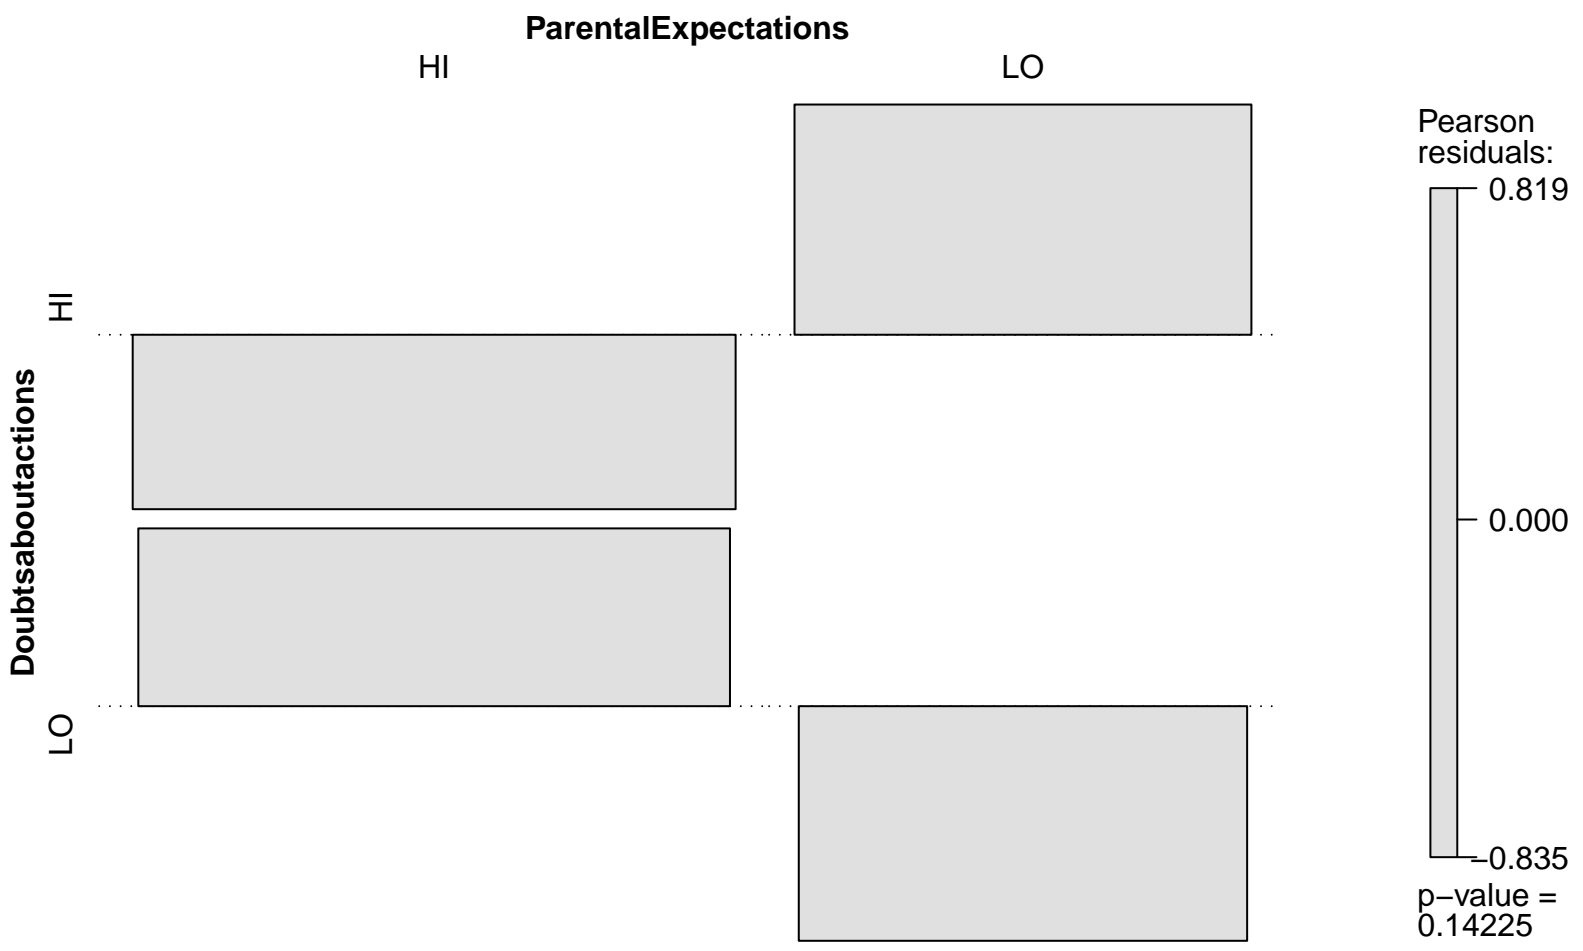 ParentalExpectations
HI
LO
Doubtsaboutactions
HI
LO
Pearson
residuals:
0.819
0.000
−0.835
p−value =
0.14225